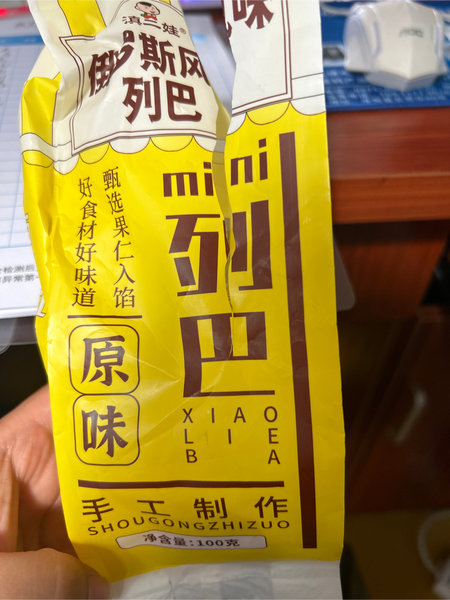 滇二娃
俄罗斯风
列巴
味
mini
列巴
甄选果仁入馅
好食材好味道
原味
XIAO
LIE
BA
手工制作
SHOUGONGZHIZUO
净含量:100克